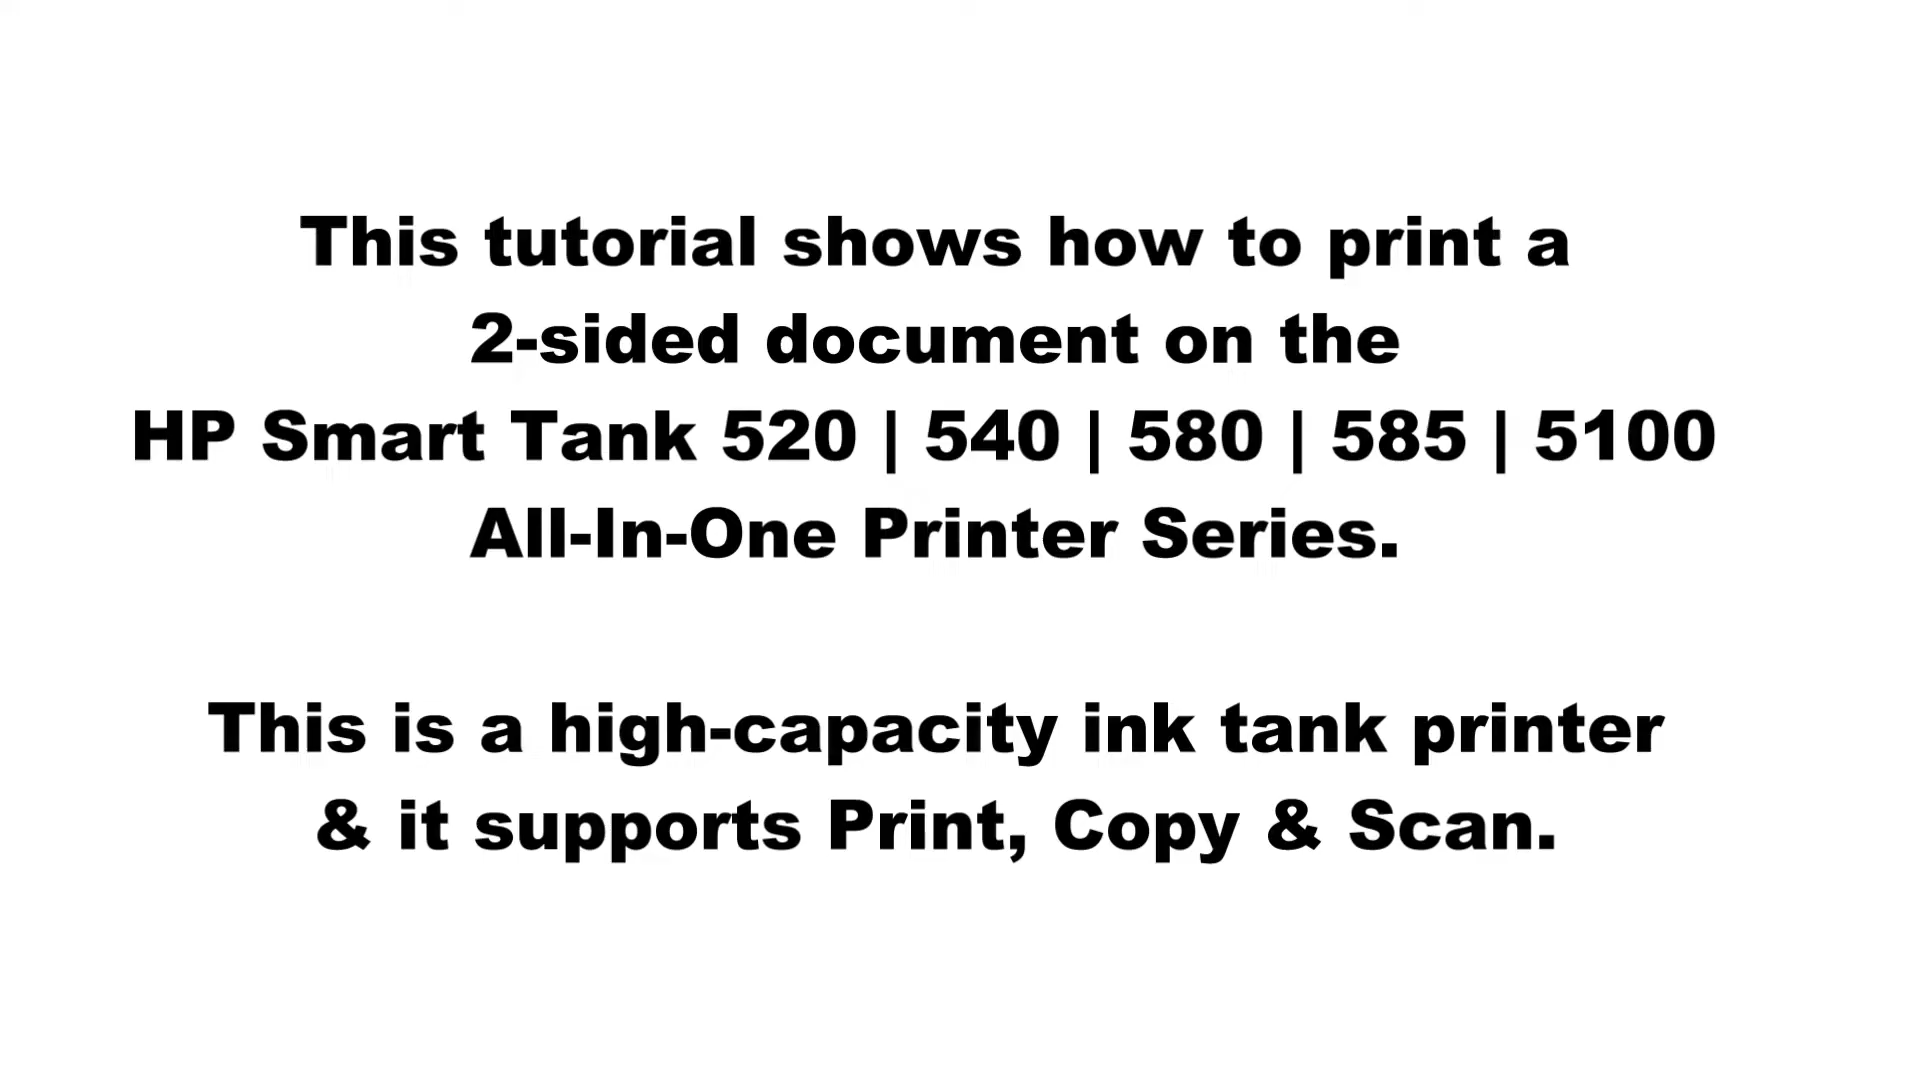 This tutorial shows how to print a
2-sided document on the
HP Smart Tank 520 | 540 | 580 | 585 | 5100
All-In-One Printer Series.
This is a high-capacity ink tank printer
& it supports Print, Copy & Scan.